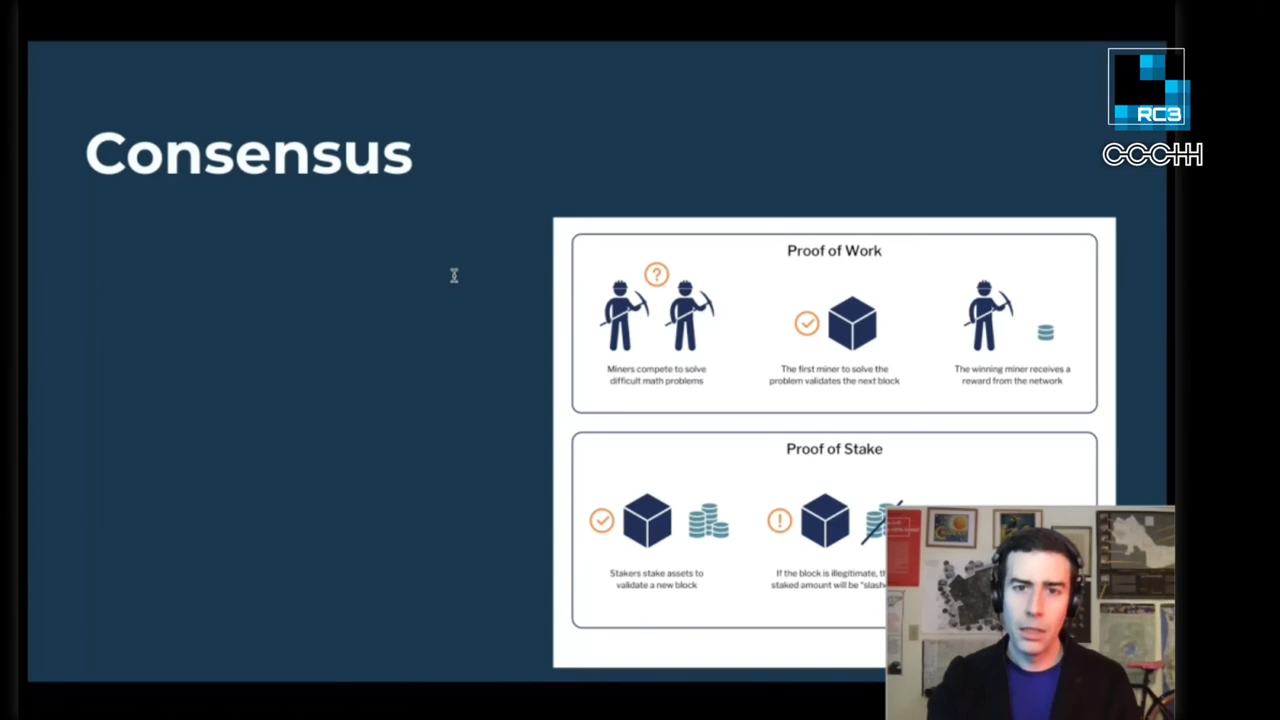 RC3
CCCHH
Consensus
Proof of Work
?
Miners compete to solve
difficult math problems
The first miner to solve the
problem validates the next block
The winning miner receives a
reward from the network
Proof of Stake
!
Stakers stake assets to
validate a new block
If the block is illegitimate,
staked amount will be